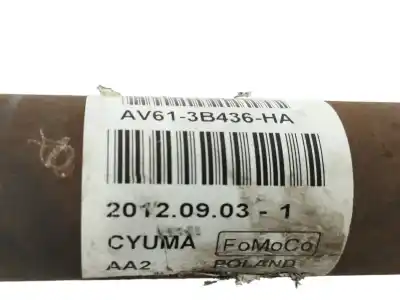 AV61-3B436-HA
2012.09.03 - 1
CYUMA FoMoCo
AA2 POLAND